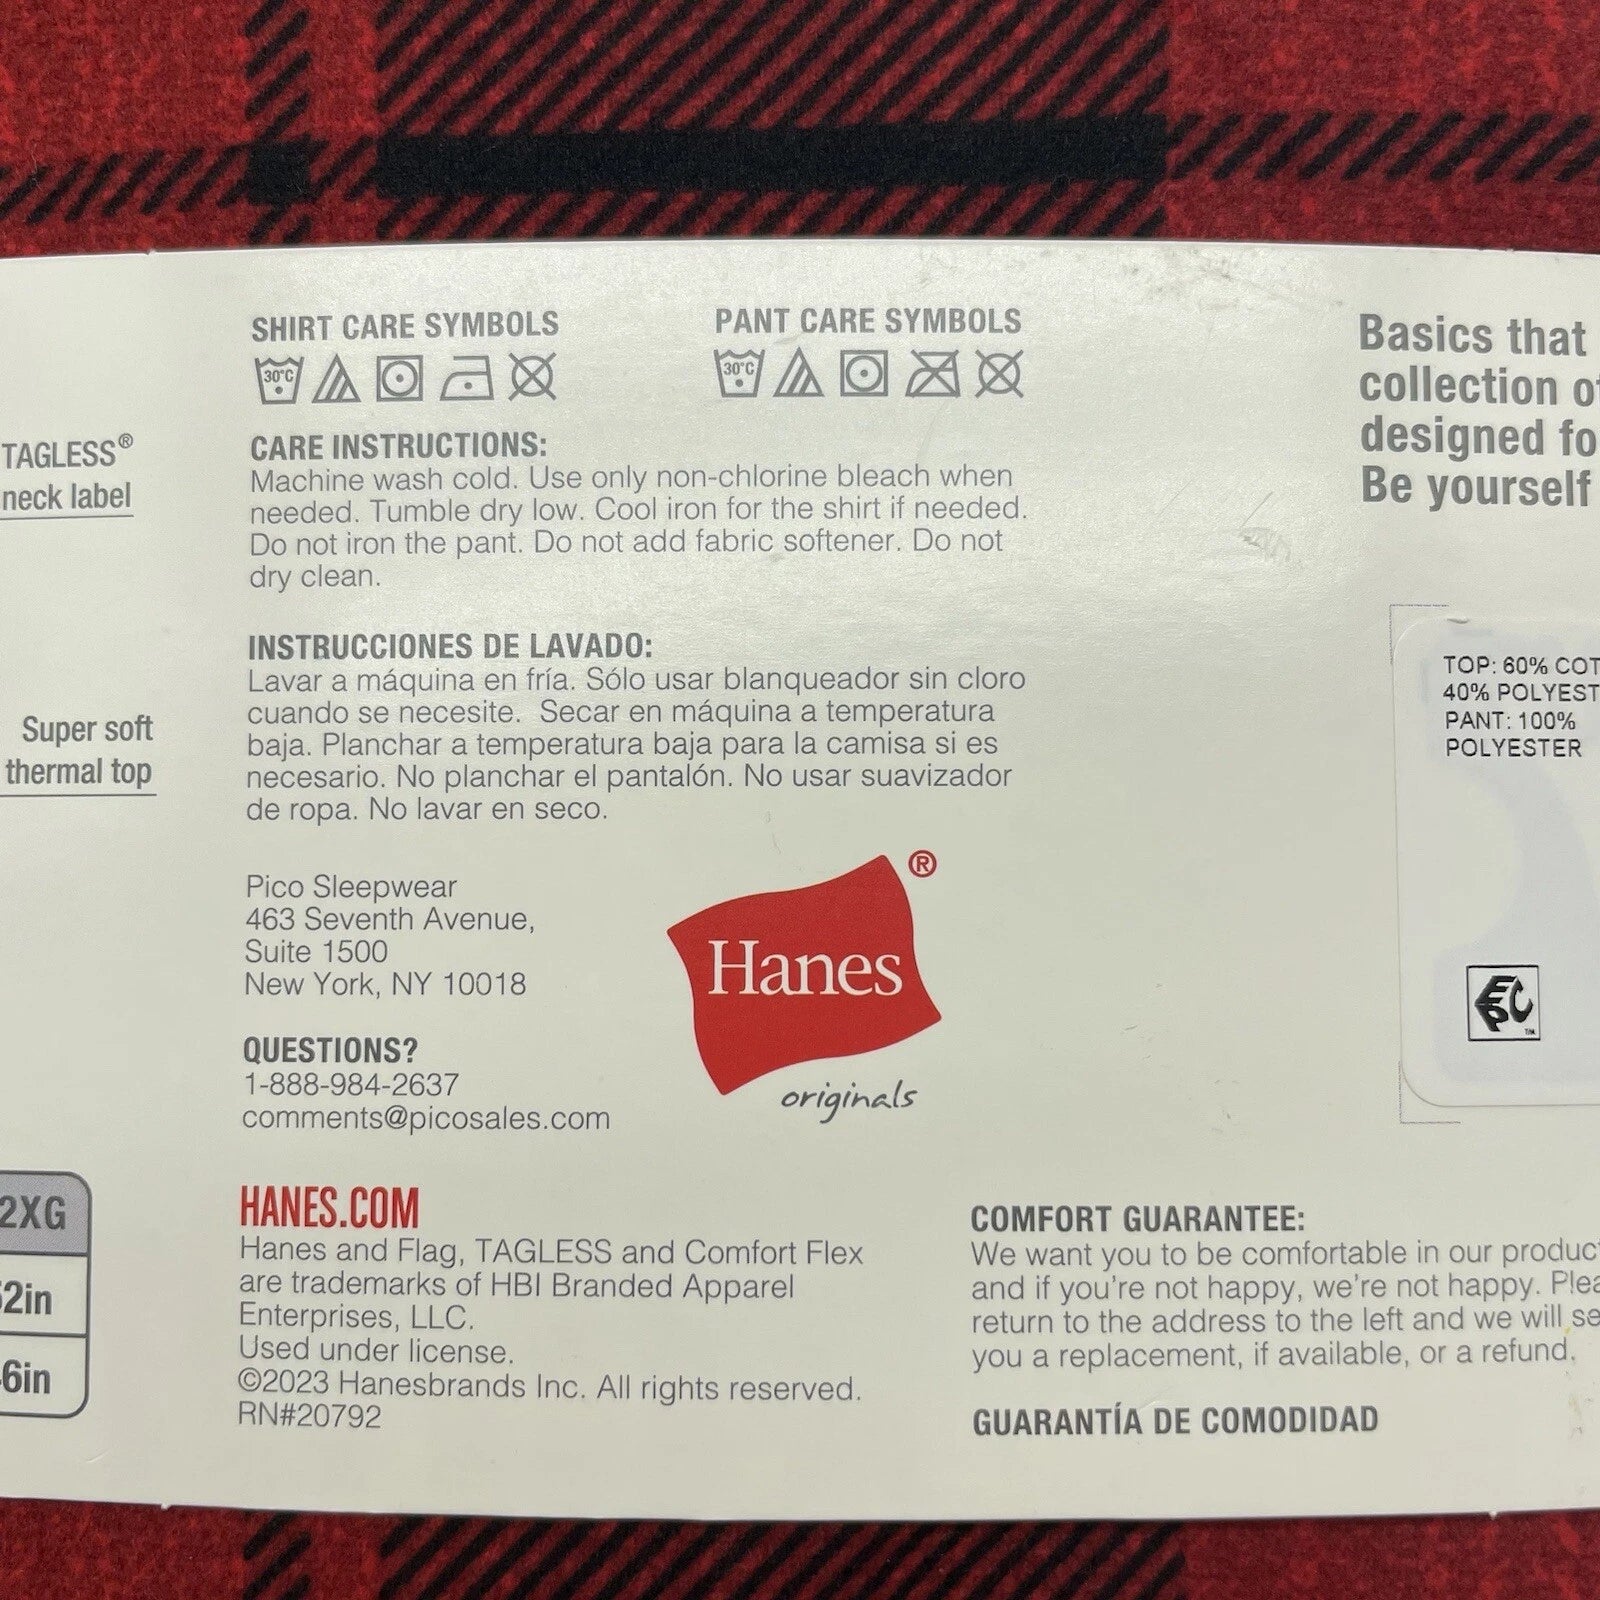 SHIRT CARE SYMBOLS
30°C
PANT CARE SYMBOLS
30°C
CARE INSTRUCTIONS:
Machine wash cold. Use only non-chlorine bleach when
needed. Tumble dry low. Cool iron for the shirt if needed.
Do not iron the pant. Do not add fabric softener. Do not
dry clean.
INSTRUCCIONES DE LAVADO:
Lavar a máquina en fría. Sólo usar blanqueador sin cloro
cuando se necesite. Secar en máquina a temperatura
baja. Planchar a temperatura baja para la camisa si es
necesario. No planchar el pantalón. No usar suavizador
de ropa. No lavar en seco.
TAGLESS®
neck label
Super soft
thermal top
Pico Sleepwear
463 Seventh Avenue,
Suite 1500
New York, NY 10018
QUESTIONS?
1-888-984-2637
comments@picosales.com
Hanes®
originals
2XG
2in
6in
HANES.COM
Hanes and Flag, TAGLESS and Comfort Flex
are trademarks of HBI Branded Apparel
Enterprises, LLC.
Used under license.
©2023 Hanesbrands Inc. All rights reserved.
RN#20792
Basics that
collection
designed
Be yourself
TOP: 60%
40%
PANT: 100%
POLYESTER
EPC™
COMFORT GUARANTEE:
We want you to be comfortable in our
and if you're not happy, we're not happy.
return to the address to the left and we will
you a replacement, if available, or a refund.
GUARANTÍA DE COMODIDAD